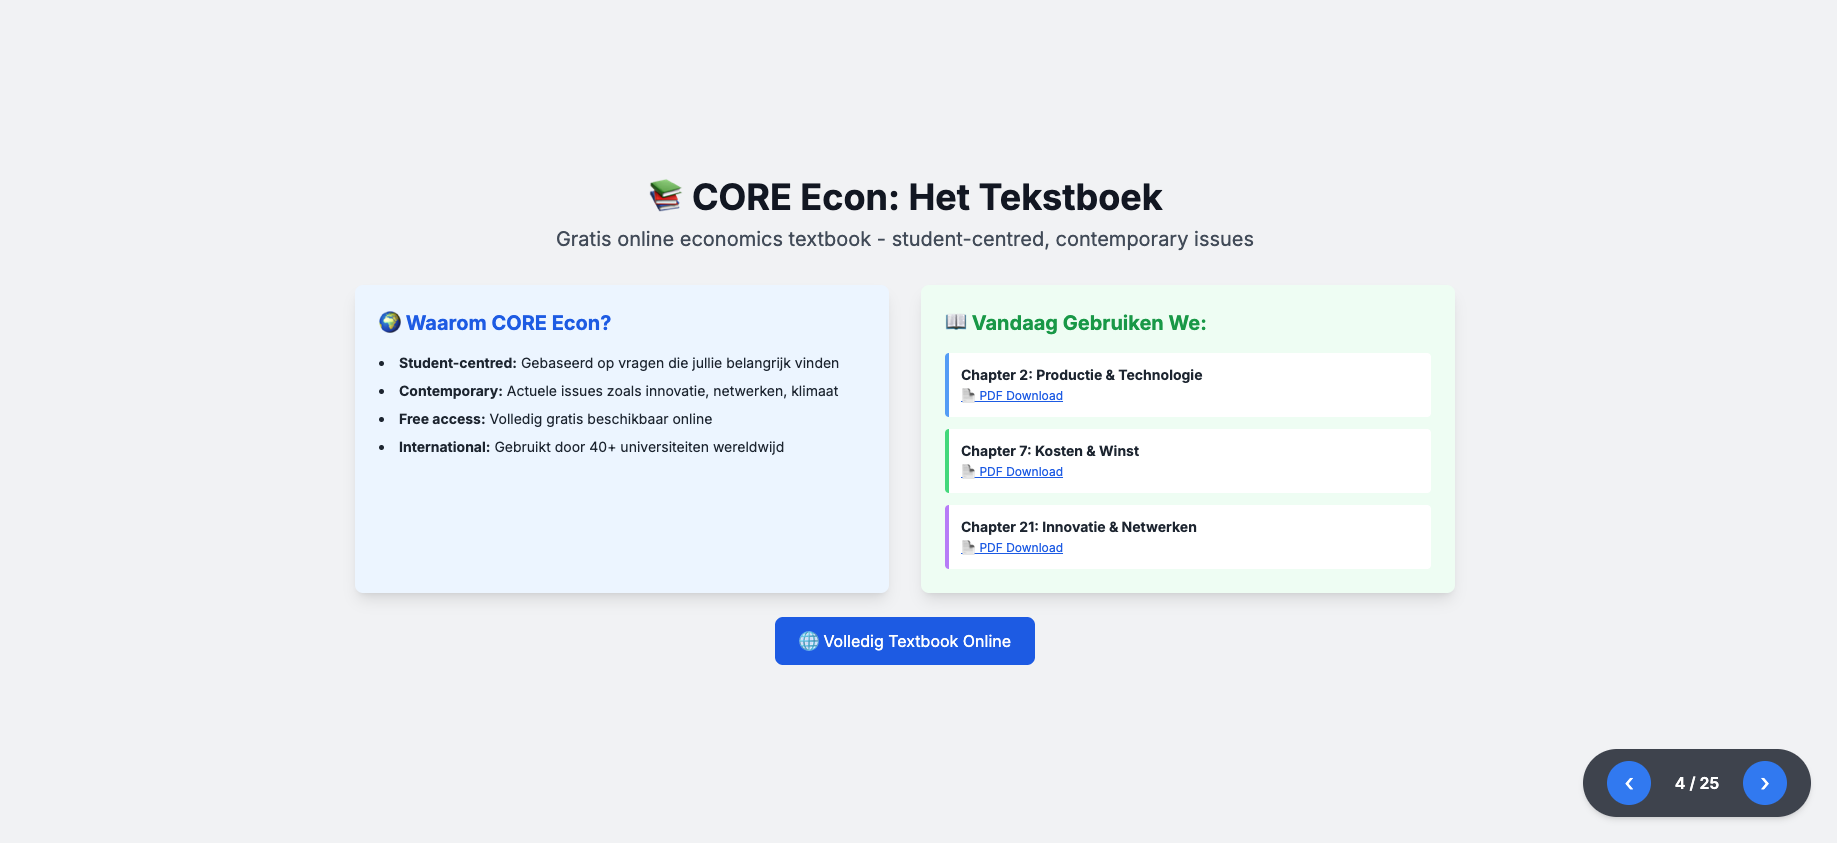 📚 CORE Econ: Het Tekstboek
Gratis online economics textbook - student-centred, contemporary issues
🌍 Waarom CORE Econ?
• Student-centred: Gebaseerd op vragen die jullie belangrijk vinden
• Contemporary: Actuele issues zoals innovatie, netwerken, klimaat
• Free access: Volledig gratis beschikbaar online
• International: Gebruikt door 40+ universiteiten wereldwijd
📖 Vandaag Gebruiken We:
Chapter 2: Productie & Technologie
PDF Download
Chapter 7: Kosten & Winst
PDF Download
Chapter 21: Innovatie & Netwerken
PDF Download
🌐 Volledig Textbook Online
‹ 4 / 25 ›